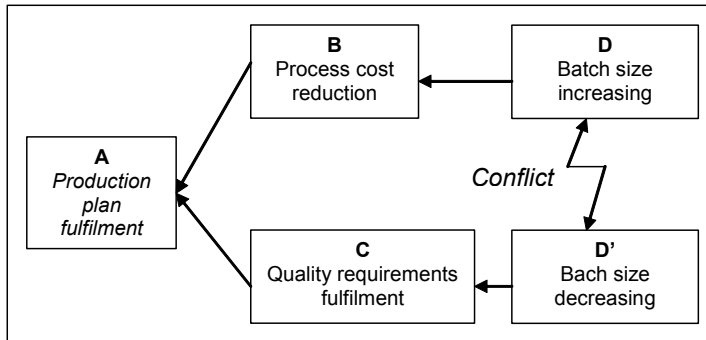 B
Process cost
reduction
D
Batch size
increasing
A
Production
plan
fulfilment
Conflict
C
Quality requirements
fulfilment
D'
Bach size
decreasing